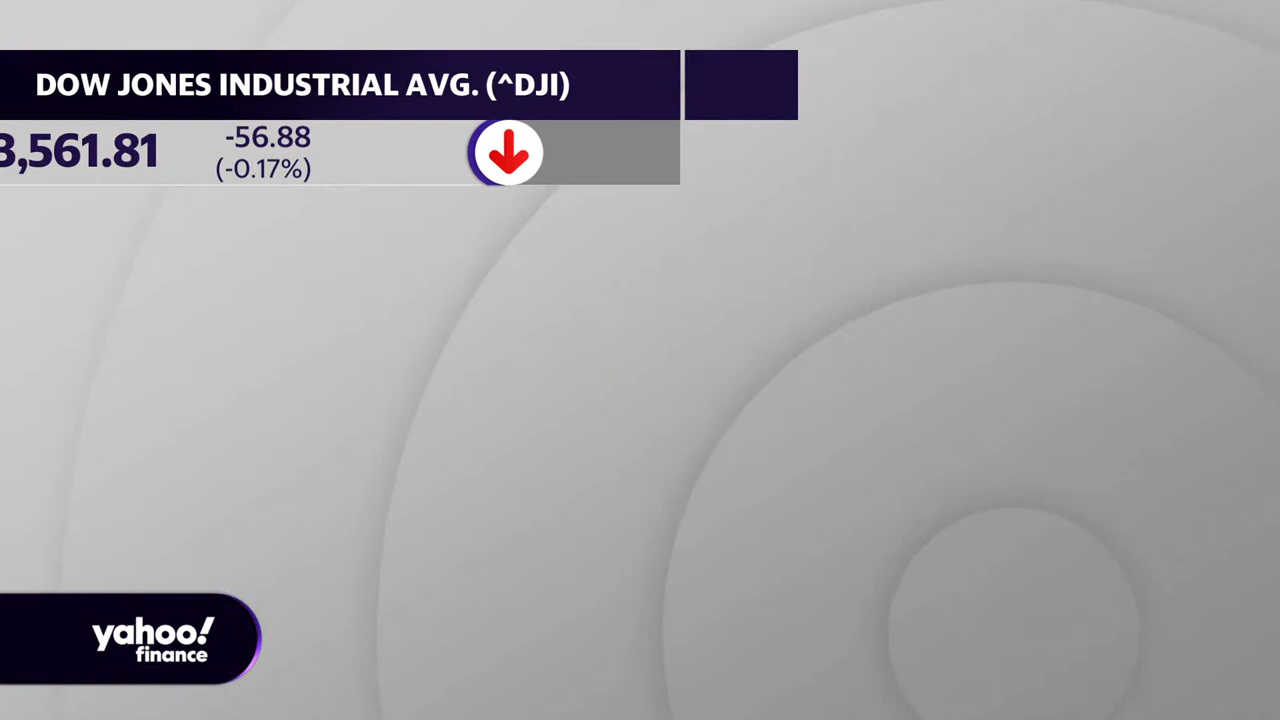 DOW JONES INDUSTRIAL AVG. (^DJI)
3,561.81
-56.88
(-0.17%)
yahoo!
finance